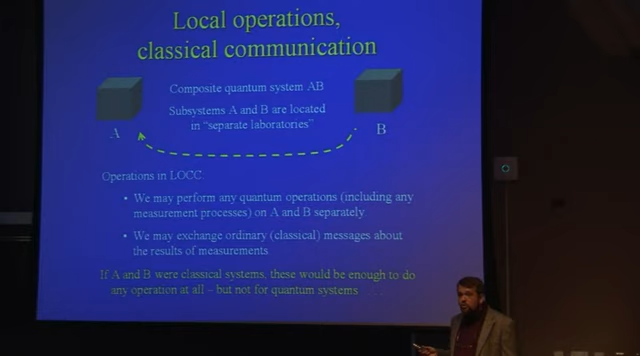 Local operations,
classical communication
Composite quantum system AB
Subsystems A and B are located
in "separate laboratories"
A
B
Operations in LOCC:
• We may perform any quantum operations (including any
measurement processes) on A and B separately
• We may exchange ordinary (classical) messages about
the results of measurements
If A and B were classical systems, these would be enough to do
any operation at all – but not for quantum systems . . .